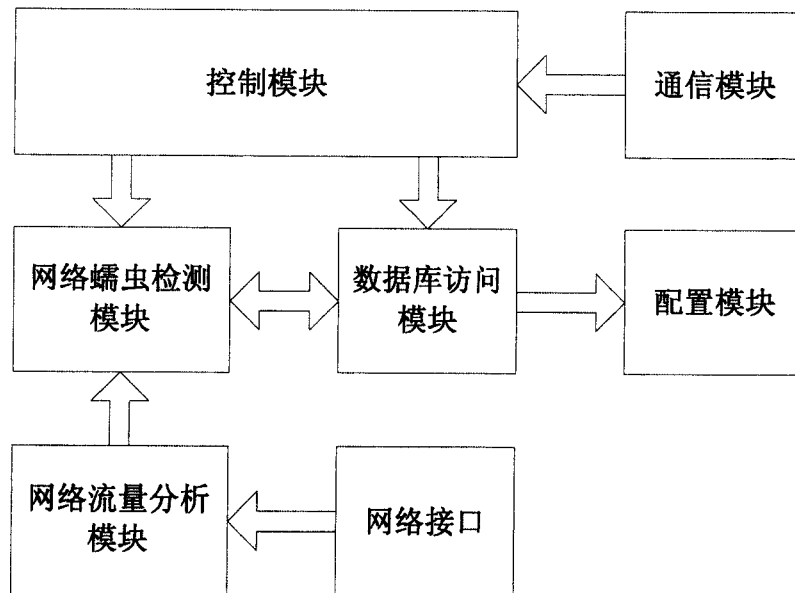 控制模块
通信模块
网络蠕虫检测
模块
数据库访问
模块
配置模块
网络流量分析
模块
网络接口